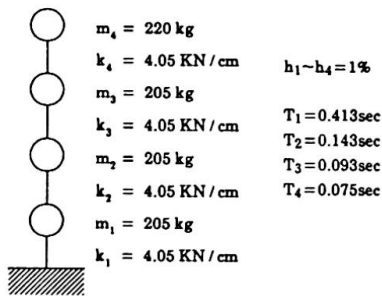 m₄ = 220 kg
k₄ = 4.05 KN/cm
m₃ = 205 kg
k₃ = 4.05 KN/cm
m₂ = 205 kg
k₂ = 4.05 KN/cm
m₁ = 205 kg
k₁ = 4.05 KN/cm
h₁~h₄=1%
T₁=0.413sec
T₂=0.143sec
T₃=0.093sec
T₄=0.075sec